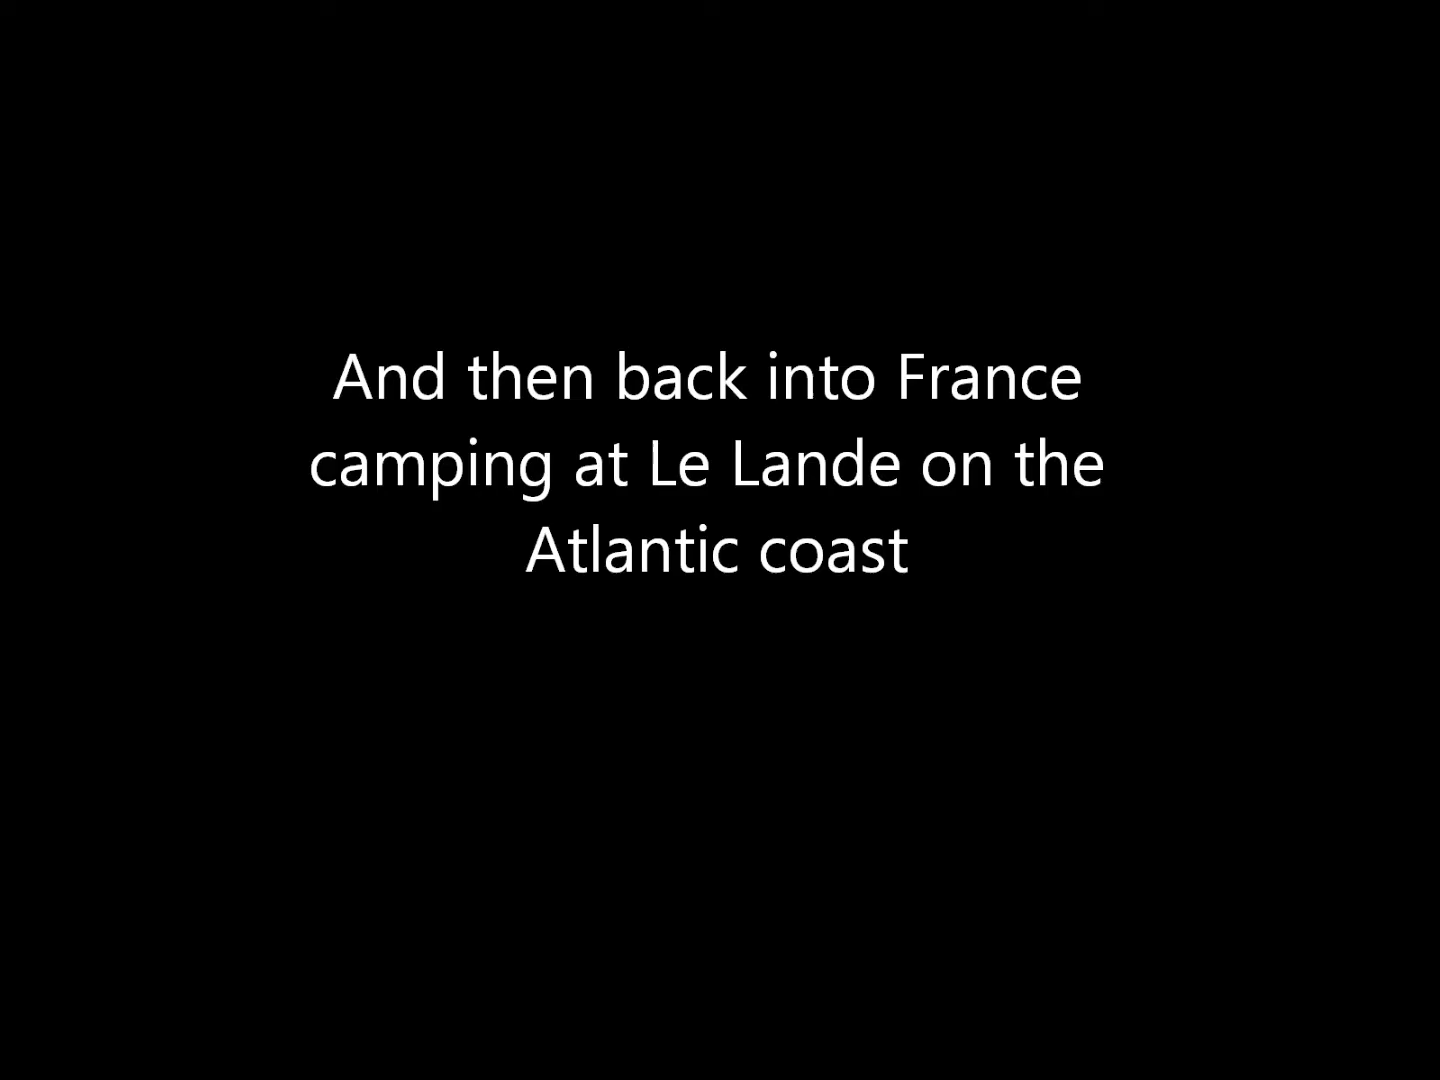 And then back into France
camping at Le Lande on the
Atlantic coast